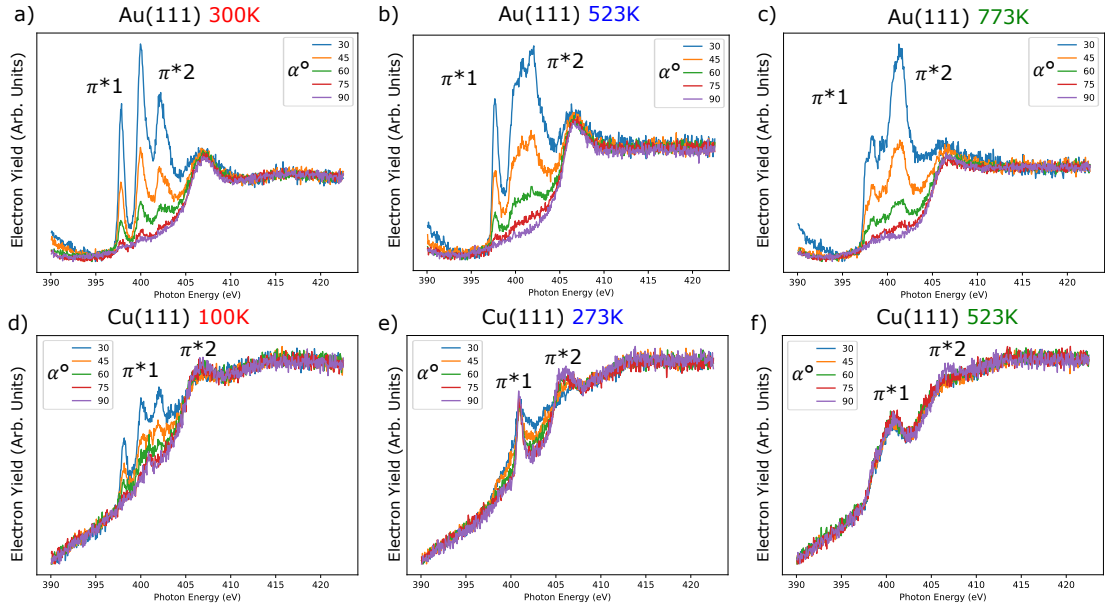 a)
Au(111) 300K
Electron Yield (Arb. Units)
π*1
π*2
α°
30
45
60
75
90
390 395 400 405 410 415 420
Photon Energy (eV)
b)
Au(111) 523K
Electron Yield (Arb. Units)
π*1
π*2
α°
30
45
60
75
90
390 395 400 405 410 415 420
Photon Energy (eV)
c)
Au(111) 773K
Electron Yield (Arb. Units)
π*1
π*2
α°
30
45
60
75
90
390 395 400 405 410 415 420
Photon Energy (eV)
d)
Cu(111) 100K
Electron Yield (Arb. Units)
α°
30
45
60
75
90
π*1
π*2
390 395 400 405 410 415 420
Photon Energy (eV)
e)
Cu(111) 273K
Electron Yield (Arb. Units)
α°
30
45
60
75
90
π*1
π*2
390 395 400 405 410 415 420
Photon Energy (eV)
f)
Cu(111) 523K
Electron Yield (Arb. Units)
α°
30
45
60
75
90
π*1
π*2
390 395 400 405 410 415 420
Photon Energy (eV)